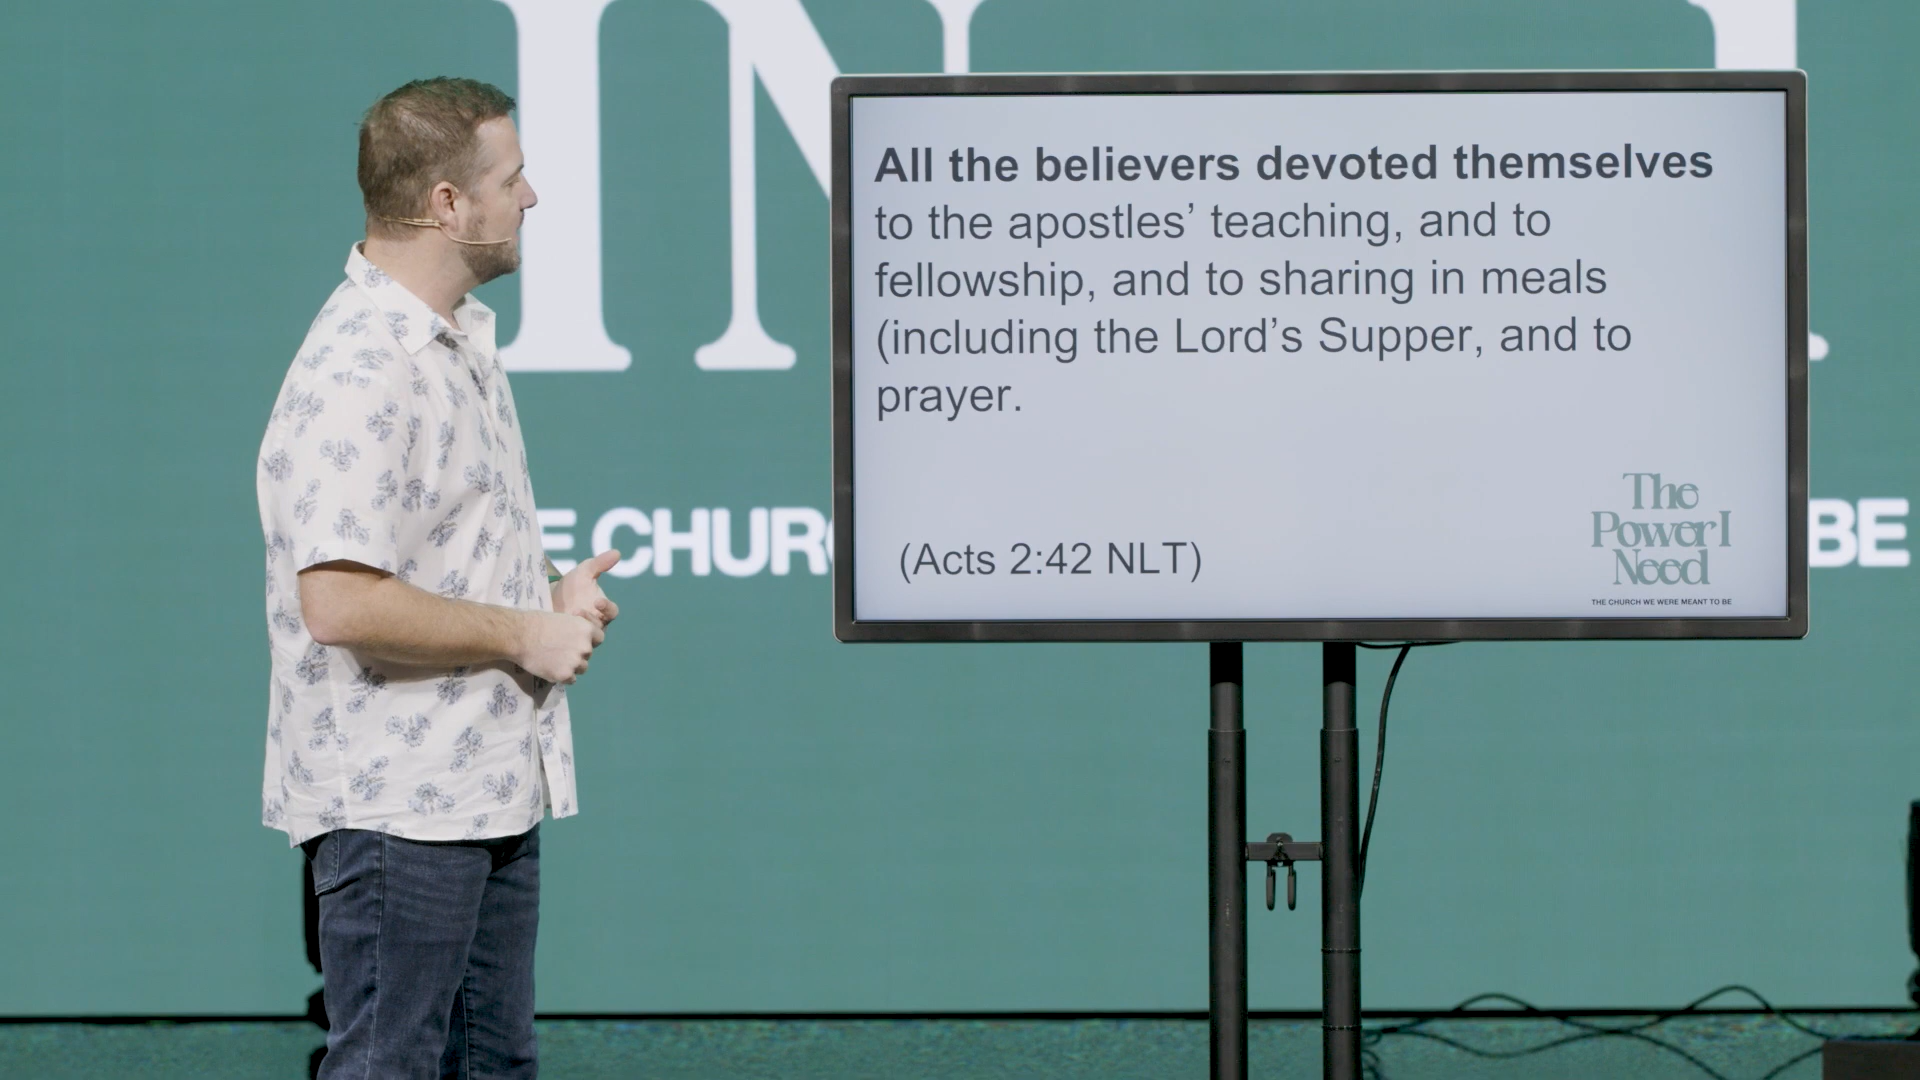 IN
E CHUR
BE
All the believers devoted themselves
to the apostles’ teaching, and to
fellowship, and to sharing in meals
(including the Lord’s Supper, and to
prayer.
(Acts 2:42 NLT)
The
Power I
Need
THE CHURCH WE WERE MEANT TO BE